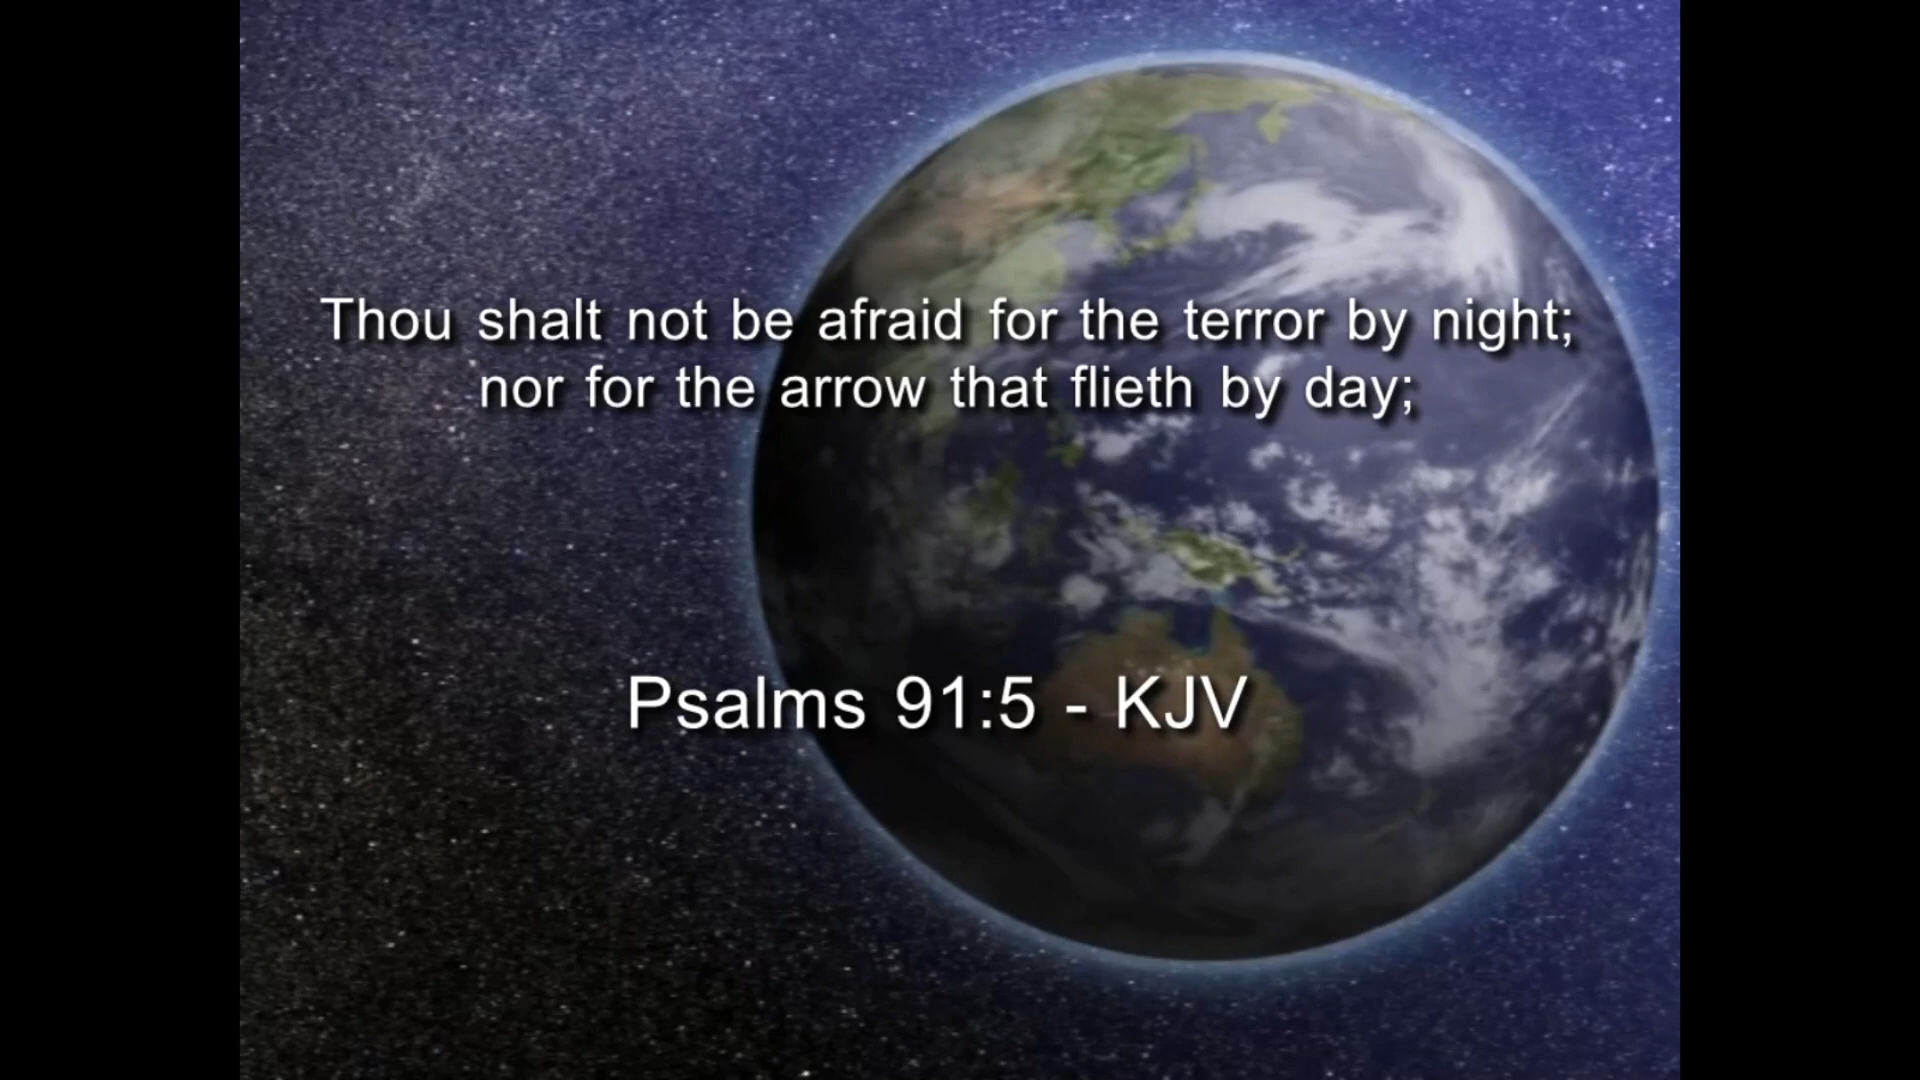 Thou shalt not be afraid for the terror by night;
nor for the arrow that flieth by day;
Psalms 91:5 - KJV